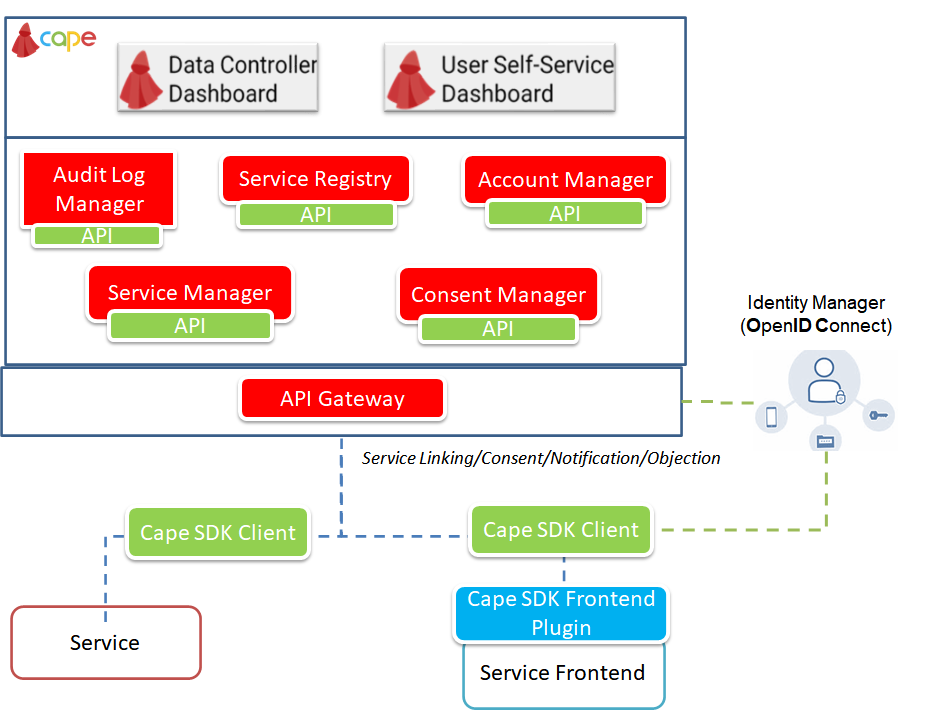 cape
Data Controller
Dashboard
User Self-Service
Dashboard
Audit Log
Manager
API
Service Registry
API
Account Manager
API
Service Manager
API
Consent Manager
API
Identity Manager
(OpenID Connect)
API Gateway
Service Linking/Consent/Notification/Objection
Cape SDK Client
Cape SDK Client
Cape SDK Frontend
Plugin
Service
Service Frontend